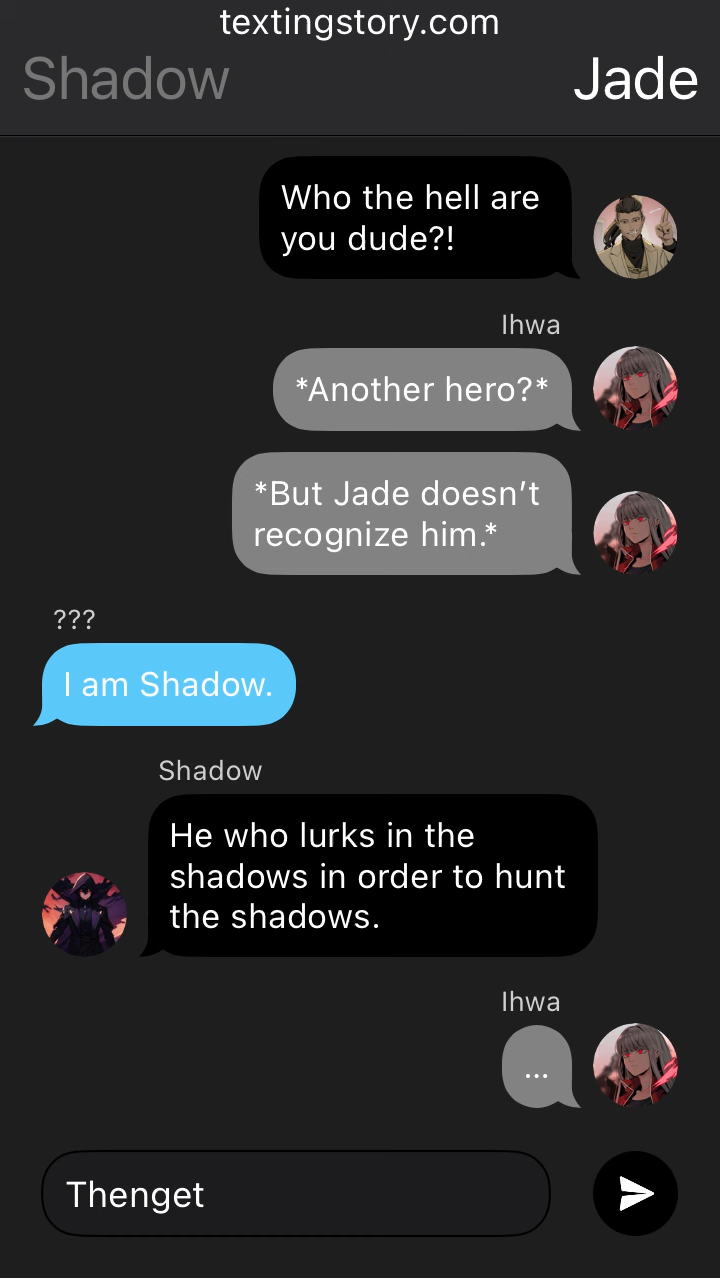 textingstory.com
Shadow Jade
Who the hell are
you dude?!
Ihwa
*Another hero?*
*But Jade doesn’t
recognize him.*
???
I am Shadow.
Shadow
He who lurks in the
shadows in order to hunt
the shadows.
Ihwa
...
Thenget